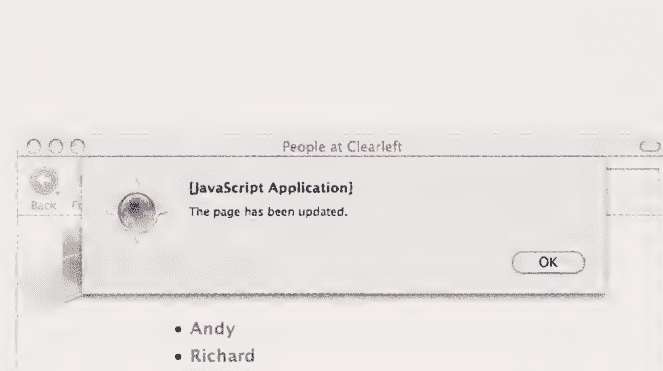 People at Clearleft
[JavaScript Application]
Back
The page has been updated.
OK
• Andy
• Richard